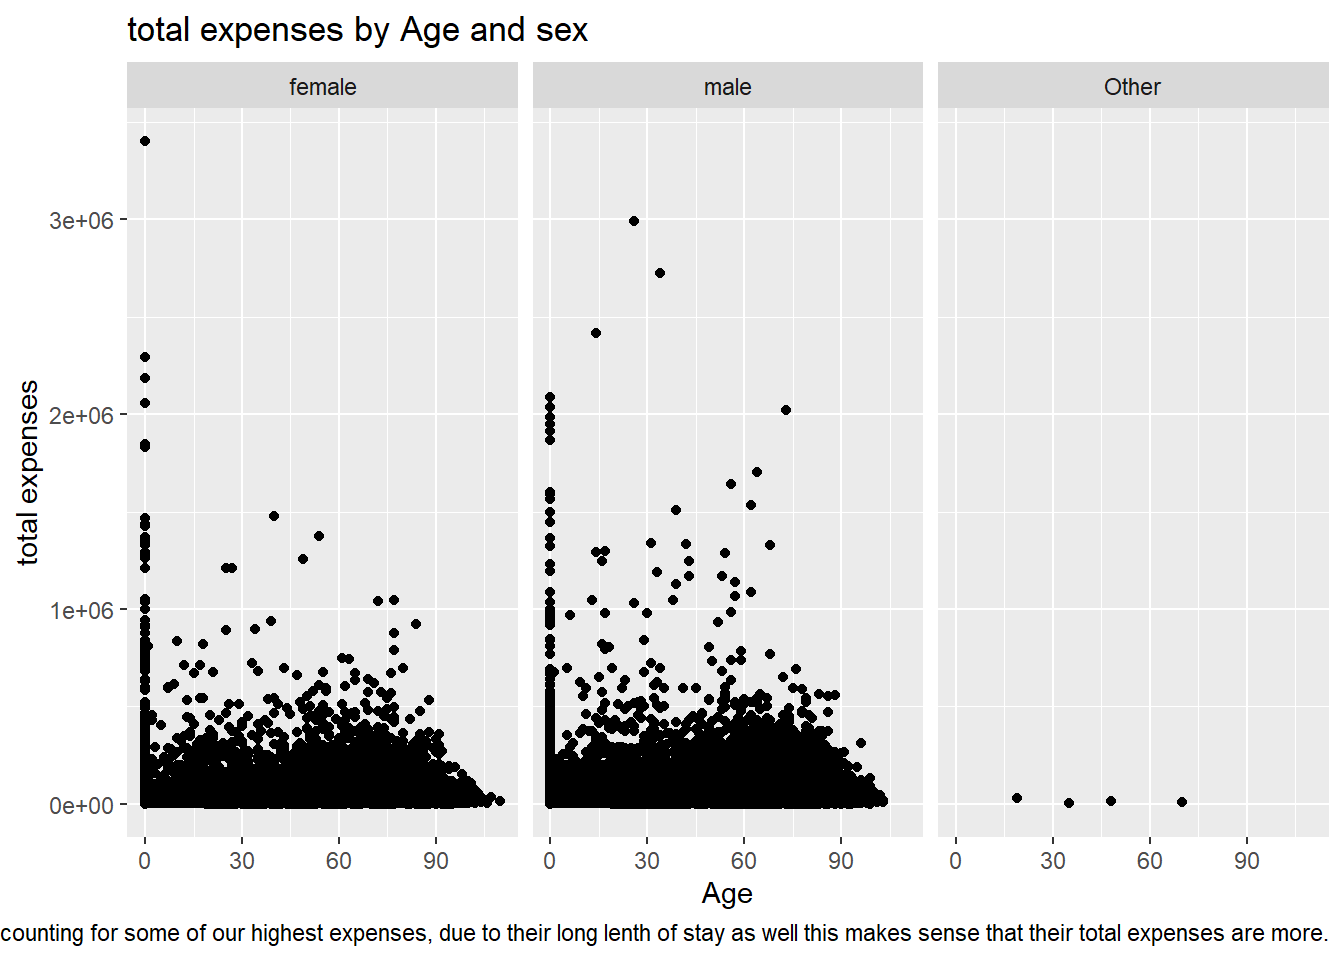 total expenses by Age and sex
female male Other
3e+06
2e+06
1e+06
0e+00
total expenses
0 30 60 90 0 30 60 90 0 30 60 90
Age
counting for some of our highest expenses, due to their long lenth of stay as well this makes sense that their total expenses are more.